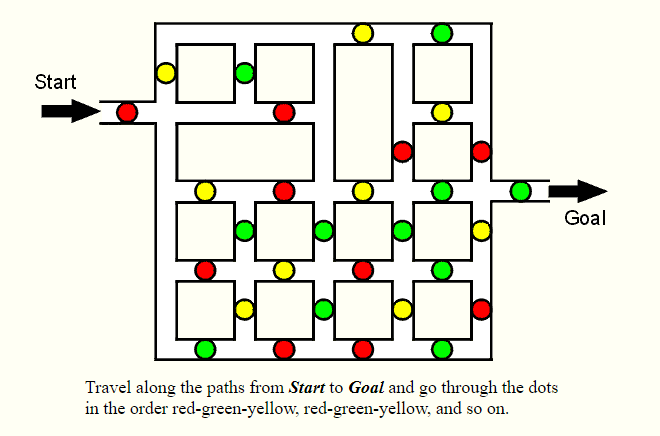 Start
Goal
Travel along the paths from Start to Goal and go through the dots
in the order red-green-yellow, red-green-yellow, and so on.